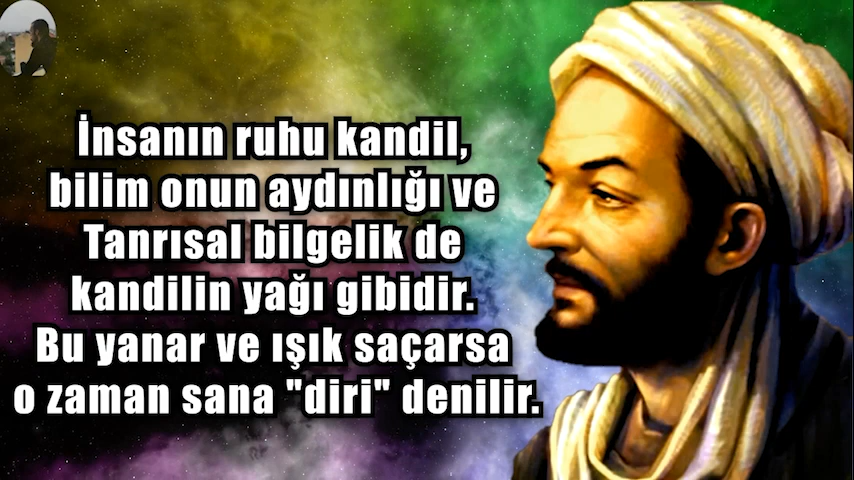 İnsanın ruhu kandil,
bilim onun aydınlığı ve
Tanrısal bilgelik de
kandilin yağı gibidir.
Bu yanar ve ışık saçarsa
o zaman sana "diri" denilir.